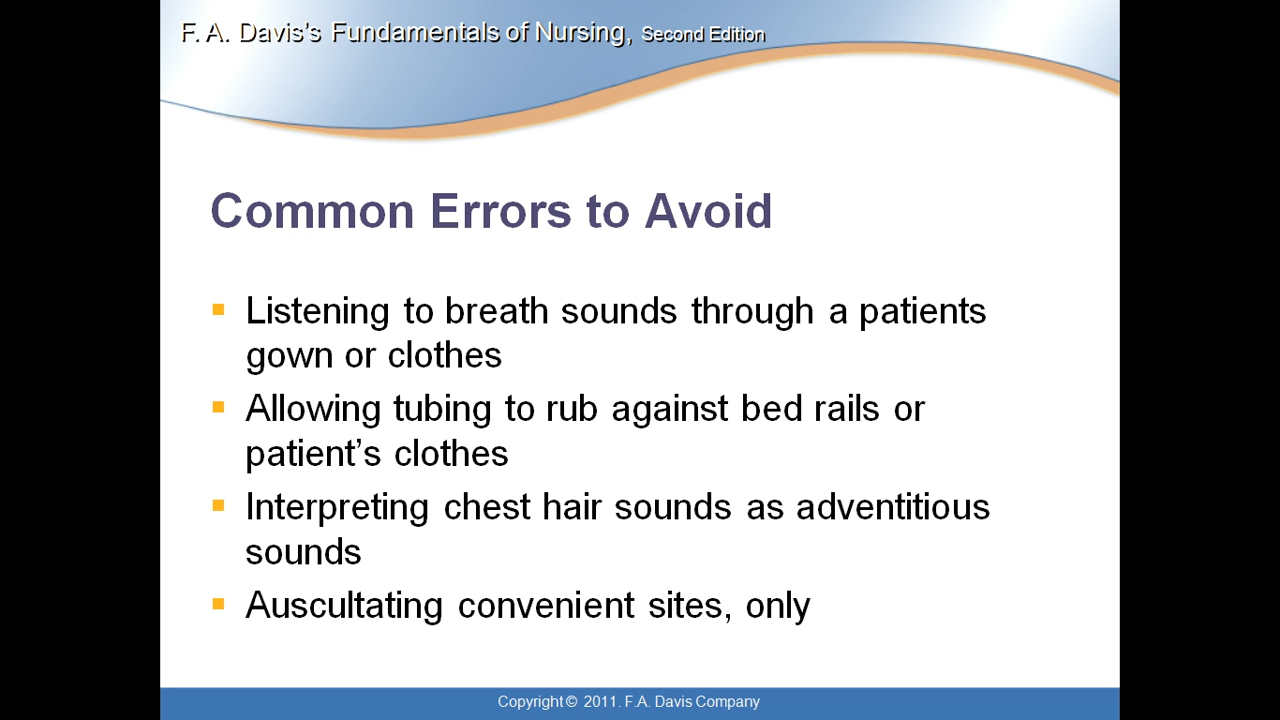 F. A. Davis's Fundamentals of Nursing, Second Edition
Common Errors to Avoid
Listening to breath sounds through a patients
gown or clothes
Allowing tubing to rub against bed rails or
patient’s clothes
Interpreting chest hair sounds as adventitious
sounds
Auscultating convenient sites, only
Copyright © 2011. F.A. Davis Company